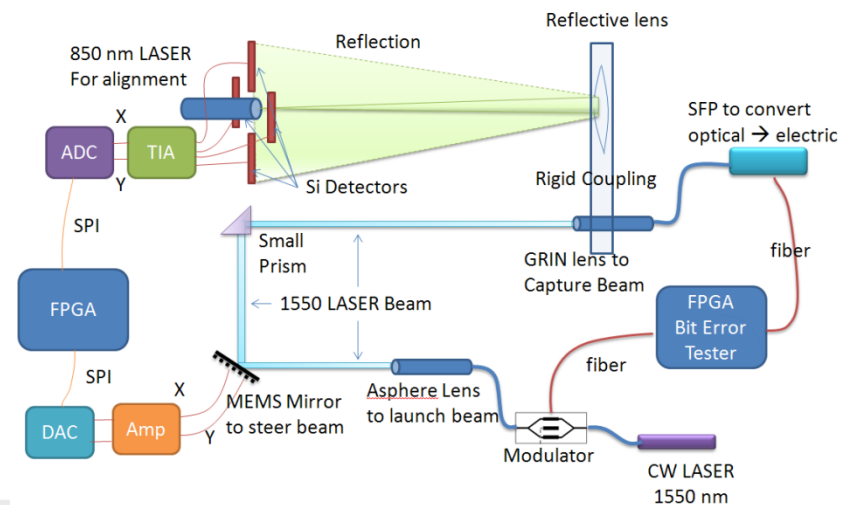 Reflective lens
850 nm LASER
For alignment
Reflection
SFP to convert
optical → electric
X
ADC
TIA
Y
Si Detectors
Rigid Coupling
SPI
Small
Prism
GRIN lens to
Capture Beam
fiber
FPGA
1550 LASER Beam
FPGA
Bit Error
Tester
fiber
SPI
X
MEMS Mirror
to steer beam
Asphere Lens
to launch beam
DAC
Amp
Y
Modulator
CW LASER
1550 nm